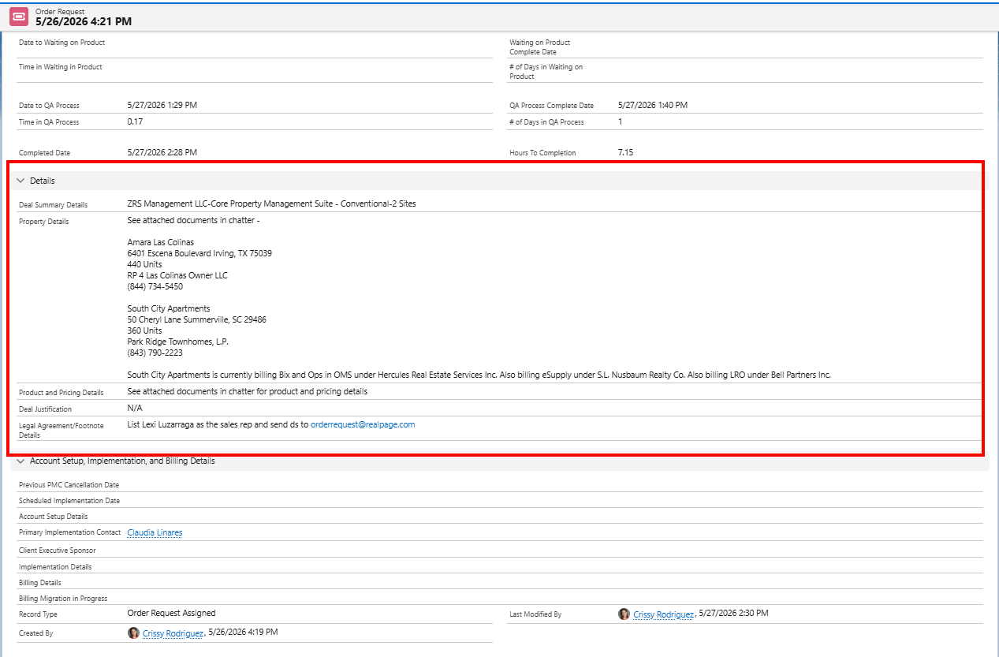 Order Request
5/26/2026 4:21 PM
Date to Waiting on Product
Waiting on Product
Complete Date
Time in Waiting in Product
# of Days in Waiting on
Product
Date to QA Process 5/27/2026 1:29 PM
QA Process Complete Date 5/27/2026 1:40 PM
Time in QA Process 0.17
# of Days in QA Process 1
Completed Date 5/27/2026 2:28 PM
Hours To Completion 7.15
Details
Deal Summary Details ZRS Management LLC-Core Property Management Suite - Conventional-2 Sites
Property Details See attached documents in chatter -
Amara Las Colinas
6401 Escena Boulevard Irving, TX 75039
440 Units
RP 4 Las Colinas Owner LLC
(844) 734-5450
South City Apartments
50 Cheryl Lane Summerville, SC 29486
360 Units
Park Ridge Townhomes, L.P.
(843) 790-2223
South City Apartments is currently billing Bix and Ops in OMS under Hercules Real Estate Services Inc. Also billing eSupply under S.L. Nusbaum Realty Co. Also billing LRO under Bell Partners Inc.
Product and Pricing Details See attached documents in chatter for product and pricing details
Deal Justification N/A
Legal Agreement/Footnote
Details
List Lexi Luzarraga as the sales rep and send ds to orderrequest@realpage.com
Account Setup, Implementation, and Billing Details
Previous PMC Cancellation Date
Scheduled Implementation Date
Account Setup Details
Primary Implementation Contact Claudia Linares
Client Executive Sponsor
Implementation Details
Billing Details
Billing Migration in Progress
Record Type Order Request Assigned
Last Modified By Crissy Rodriguez, 5/27/2026 2:30 PM
Created By Crissy Rodriguez, 5/26/2026 4:19 PM